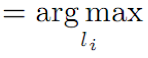 = arg max
l_i